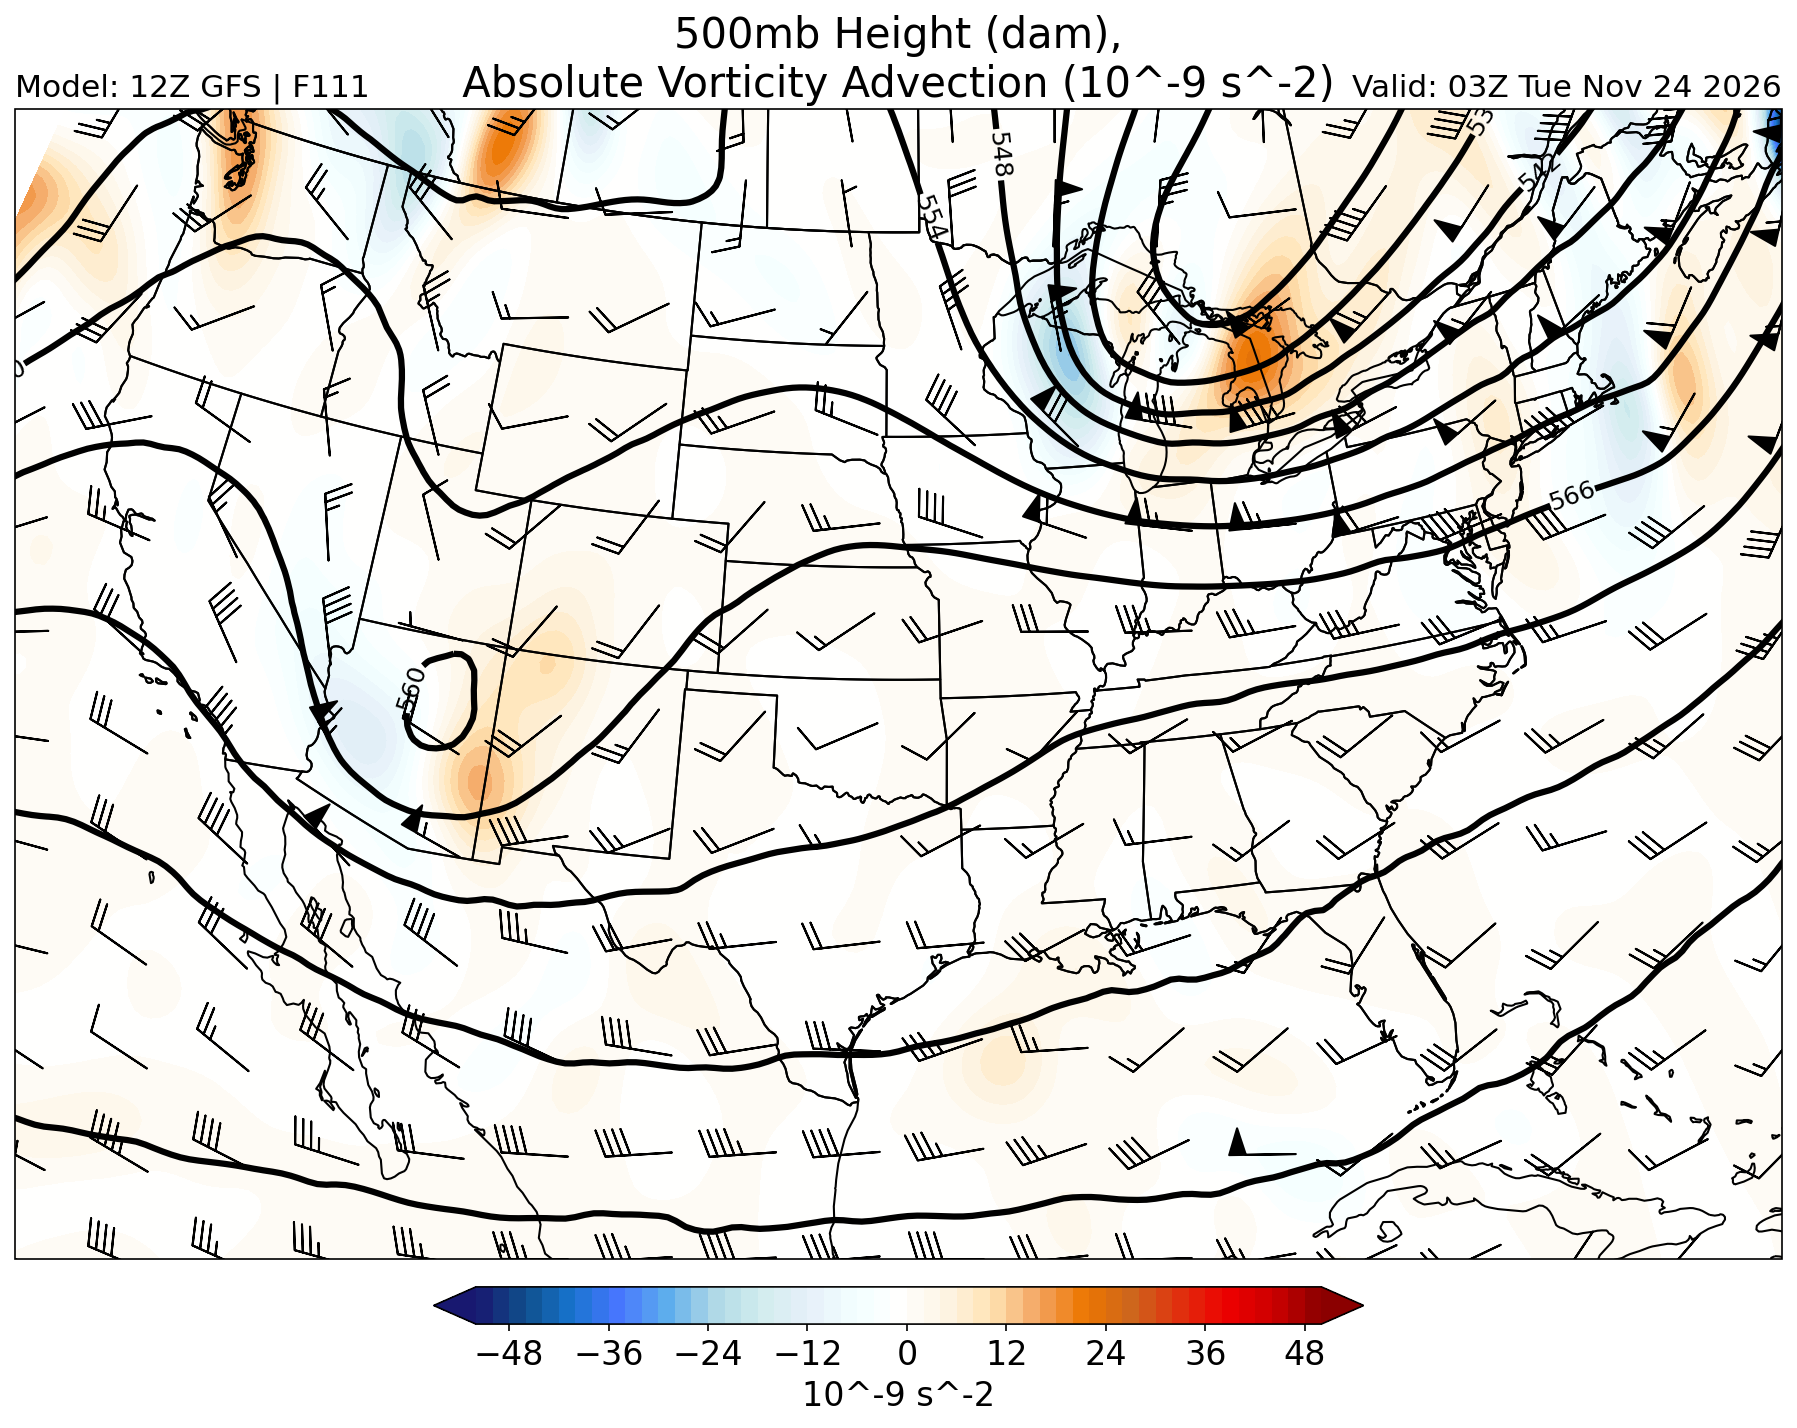 500mb Height (dam),
Model: 12Z GFS | F111 Absolute Vorticity Advection (10^-9 s^-2) Valid: 03Z Tue Nov 24 2026
548
554
566
560
−48 −36 −24 −12 0 12 24 36 48
10^-9 s^-2